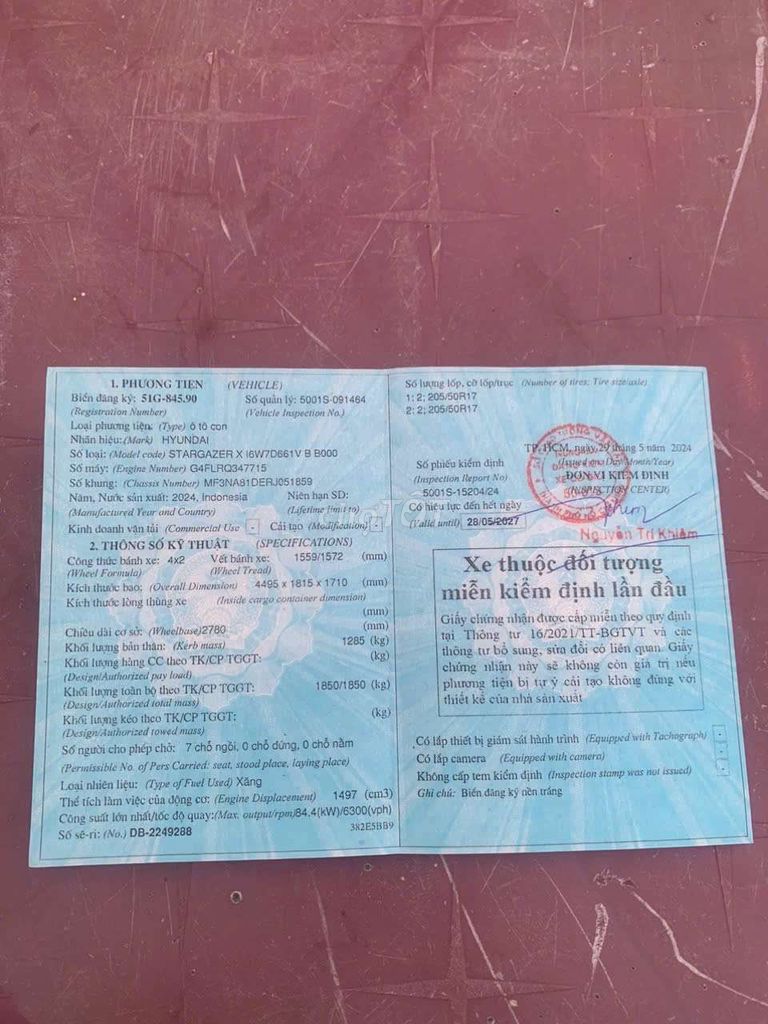 1. PHƯƠNG TIỆN (VEHICLE)
Biển đăng ký: 51G-845.90 Số quản lý: 5001S-091464
(Registration Number) (Vehicle Inspection No.)
Loại phương tiện: (Type) ô tô con
Nhãn hiệu: (Mark) HYUNDAI
Số loại: (Model code) STARGAZER X I6W7D661V B B000
Số máy: (Engine Number) G4FLRQ347715
Số khung: (Chassis Number) MF3NA81DERJ051859
Năm, Nước sản xuất: 2024, Indonesia Niên hạn SD:
(Manufactured Year and Country) (Lifetime limit to)
Kinh doanh vận tải (Commercial Use) - Cải tạo (Modification) -
2. THÔNG SỐ KỸ THUẬT (SPECIFICATIONS)
Công thức bánh xe: 4x2 Vết bánh xe: 1559/1572 (mm)
(Wheel Formula) (Wheel Tread)
Kích thước bao: (Overall Dimension) 4495 x 1815 x 1710 (mm)
Kích thước lòng thùng xe (Inside cargo container dimension)
(mm)
Chiều dài cơ sở: (Wheelbase) 2780 (mm)
Khối lượng bản thân: (Kerb mass) 1285 (kg)
Khối lượng hàng CC theo TK/CP TGGT: (kg)
(Design/Authorized pay load)
Khối lượng toàn bộ theo TK/CP TGGT: 1850/1850 (kg)
(Design/Authorized total mass)
Khối lượng kéo theo TK/CP TGGT: (kg)
(Design/Authorized towed mass)
Số người cho phép chở: 7 chỗ ngồi, 0 chỗ đứng, 0 chỗ nằm
(Permissible No. of Pers Carried: seat, stood place, laying place)
Loại nhiên liệu: (Type of Fuel Used) Xăng
Thể tích làm việc của động cơ: (Engine Displacement) 1497 (cm3)
Công suất lớn nhất/tốc độ quay:(Max. output/rpm)84,4(kW)/6300(vph)
Số sê-ri: (No.) DB-2249288 382E5BB9
Số lượng lốp, cỡ lốp/trục (Number of tires: Tire size/axle)
1: 2; 205/50R17
2: 2; 205/50R17
TP. HCM, ngày 29 tháng 5 năm 2024
(Issued on: Day/Month/Year)
Số phiếu kiểm định ĐƠN VỊ KIỂM ĐỊNH
(Inspection Report No) (INSPECTION CENTER)
5001S-15204/24
Có hiệu lực đến hết ngày
(Valid until) 28/05/2027
Nguyễn Tri Khiêm
Xe thuộc đối tượng
miễn kiểm định lần đầu
Giấy chứng nhận được cấp miễn theo quy định
tại Thông tư 16/2021/TT-BGTVT và các
thông tư bổ sung, sửa đổi có liên quan. Giấy
chứng nhận này sẽ không còn giá trị nếu
phương tiện bị tự ý cải tạo không đúng với
thiết kế của nhà sản xuất
Có lắp thiết bị giám sát hành trình (Equipped with Tachograph) -
Có lắp camera (Equipped with camera) -
Không cấp tem kiểm định (Inspection stamp was not issued) -
Ghi chú: Biển đăng ký nền trắng